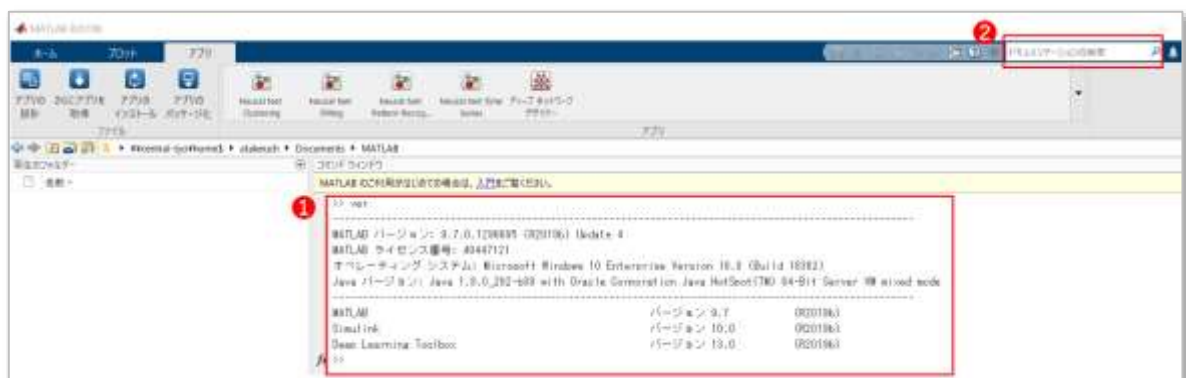 MATLAB R2019b
ホーム プロット アプリ
2
ドキュメンテーションの検索
アプリの 設計
さらにアプリを 取得
アプリの インストール
アプリの パッケージ化
Neural Net Clustering
Neural Net Fitting
Neural Net Pattern Recog...
Neural Net Time Series
ディープ ネットワーク デザイナー
ファイル
アプリ
Documents ▸ MATLAB
現在のフォルダー
コマンド ウィンドウ
名前
MATLAB のご利用がはじめての場合は、入門をご覧ください。
1
>> ver
MATLAB バージョン: 9.7.0.1296695 (R2019b) Update 4
MATLAB ライセンス番号: 40447121
オペレーティング システム: Microsoft Windows 10 Enterprise Version 10.0 (Build 18362)
Java バージョン: Java 1.8.0_202-b08 with Oracle Corporation Java HotSpot(TM) 64-Bit Server VM mixed mode
MATLAB バージョン 9.7 (R2019b)
Simulink バージョン 10.0 (R2019b)
Deep Learning Toolbox バージョン 13.0 (R2019b)
fx >>